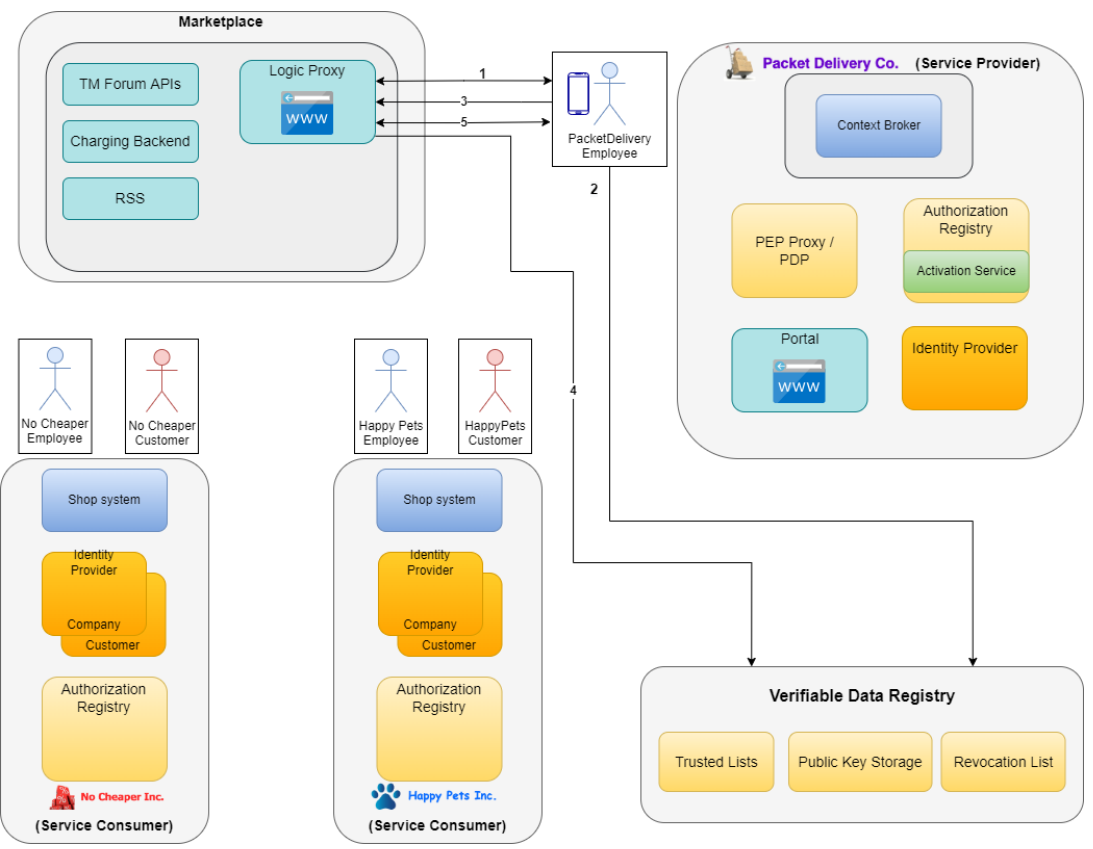 Marketplace
TM Forum APIs
Charging Backend
RSS
Logic Proxy
WWW
1
3
5
PacketDelivery
Employee
2
4
Packet Delivery Co.
(Service Provider)
Context Broker
PEP Proxy /
PDP
Authorization
Registry
Activation Service
Portal
WWW
Identity Provider
No Cheaper
Employee
No Cheaper
Customer
Happy Pets
Employee
HappyPets
Customer
Shop system
Identity
Provider
Company
Customer
Authorization
Registry
No Cheaper Inc.
(Service Consumer)
Shop system
Identity
Provider
Company
Customer
Authorization
Registry
Happy Pets Inc.
(Service Consumer)
Verifiable Data Registry
Trusted Lists
Public Key Storage
Revocation List